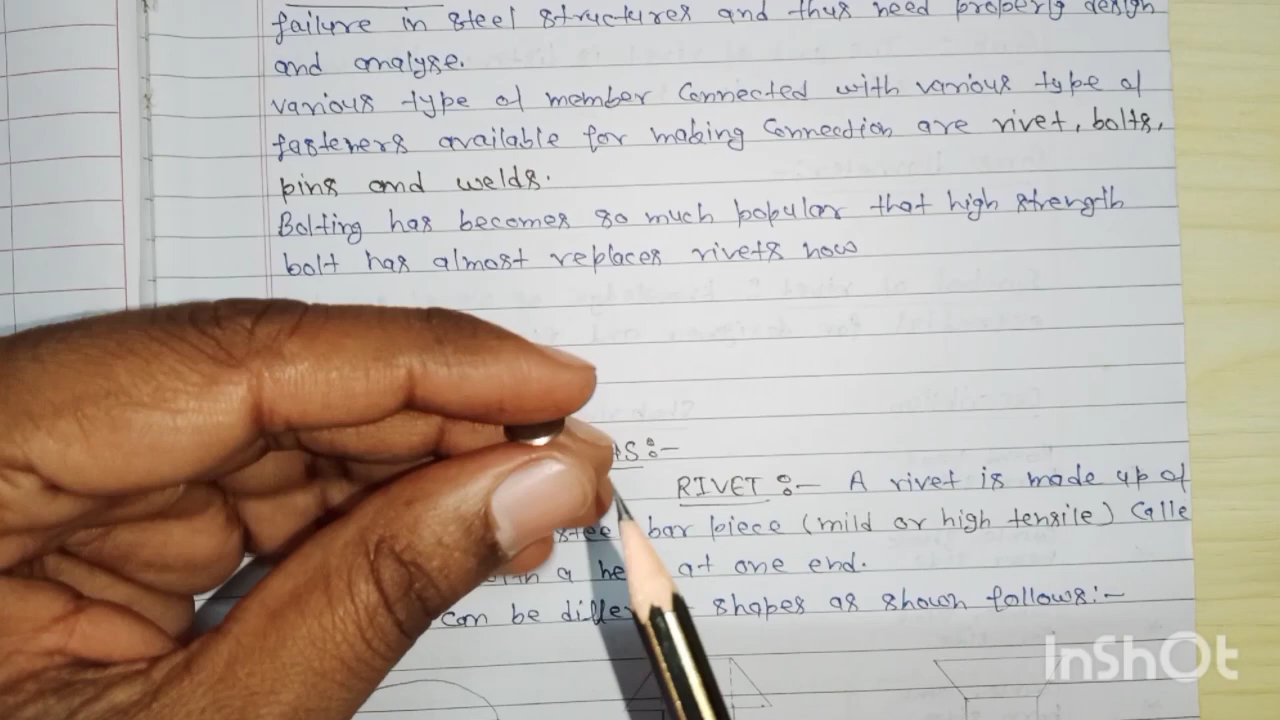 failure in steel structures and thus need properly design
and analyse.
various type of member Connected with various type of
fasteners available for making Connection are rivet, bolts,
pins and welds.
Bolting has becomes so much popular that high strength
bolt has almost replaces rivets now
S:-
RIVET :- A rivet is made up of
steel bar piece (mild or high tensile) Calle
a he at one end.
can be differ shapes as shown follows:-
InShOt